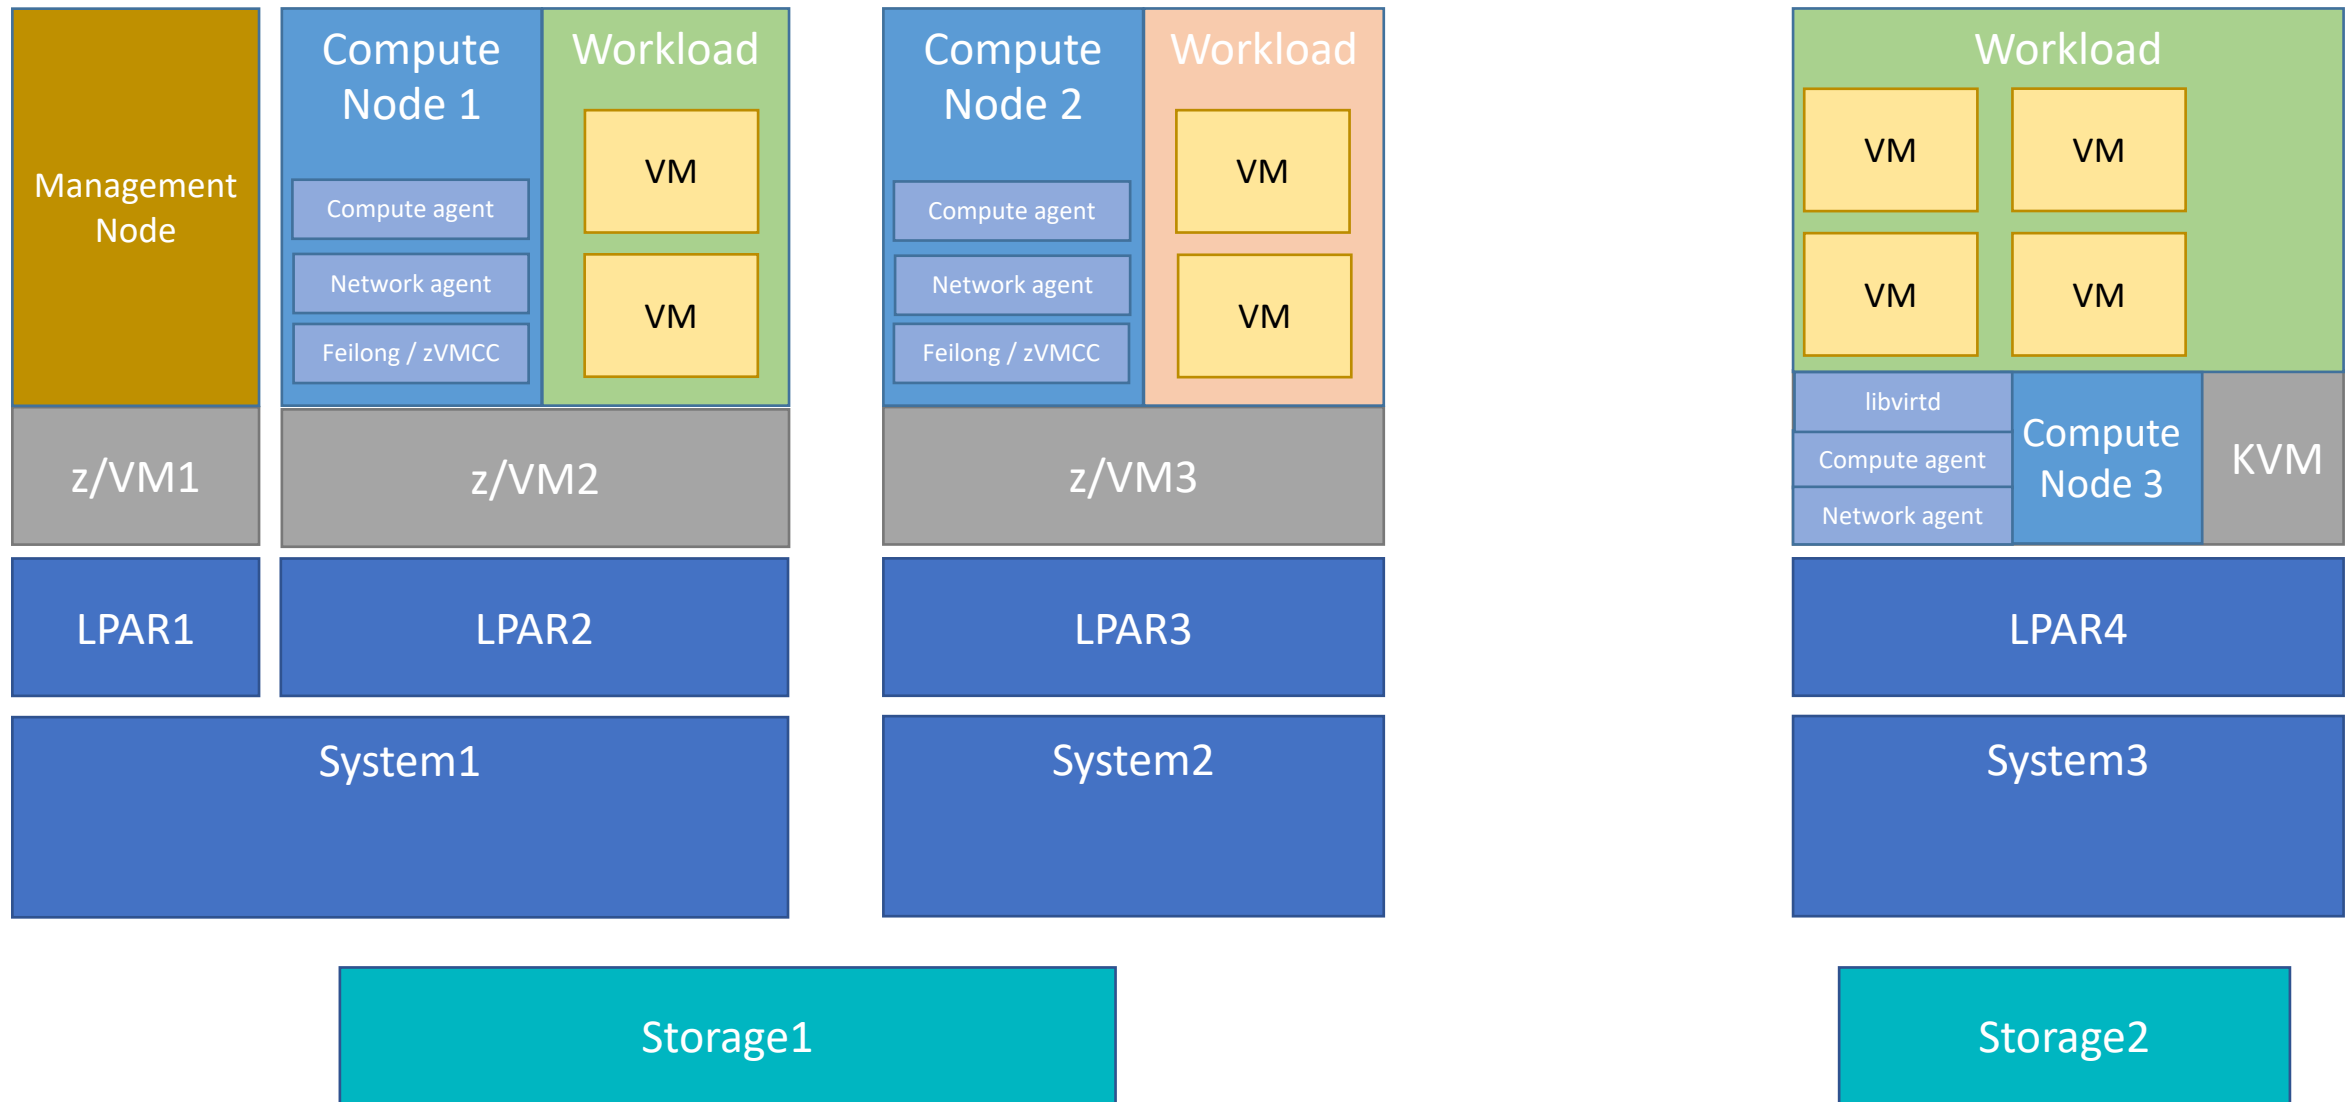 Management
Node
Compute
Node 1
Compute agent
Network agent
Feilong / zVMCC
Workload
VM
VM
Compute
Node 2
Compute agent
Network agent
Feilong / zVMCC
Workload
VM
VM
Workload
VM
VM
VM
VM
libvirtd
Compute agent
Network agent
Compute
Node 3
KVM
z/VM1
z/VM2
z/VM3
LPAR1
LPAR2
LPAR3
LPAR4
System1
System2
System3
Storage1
Storage2